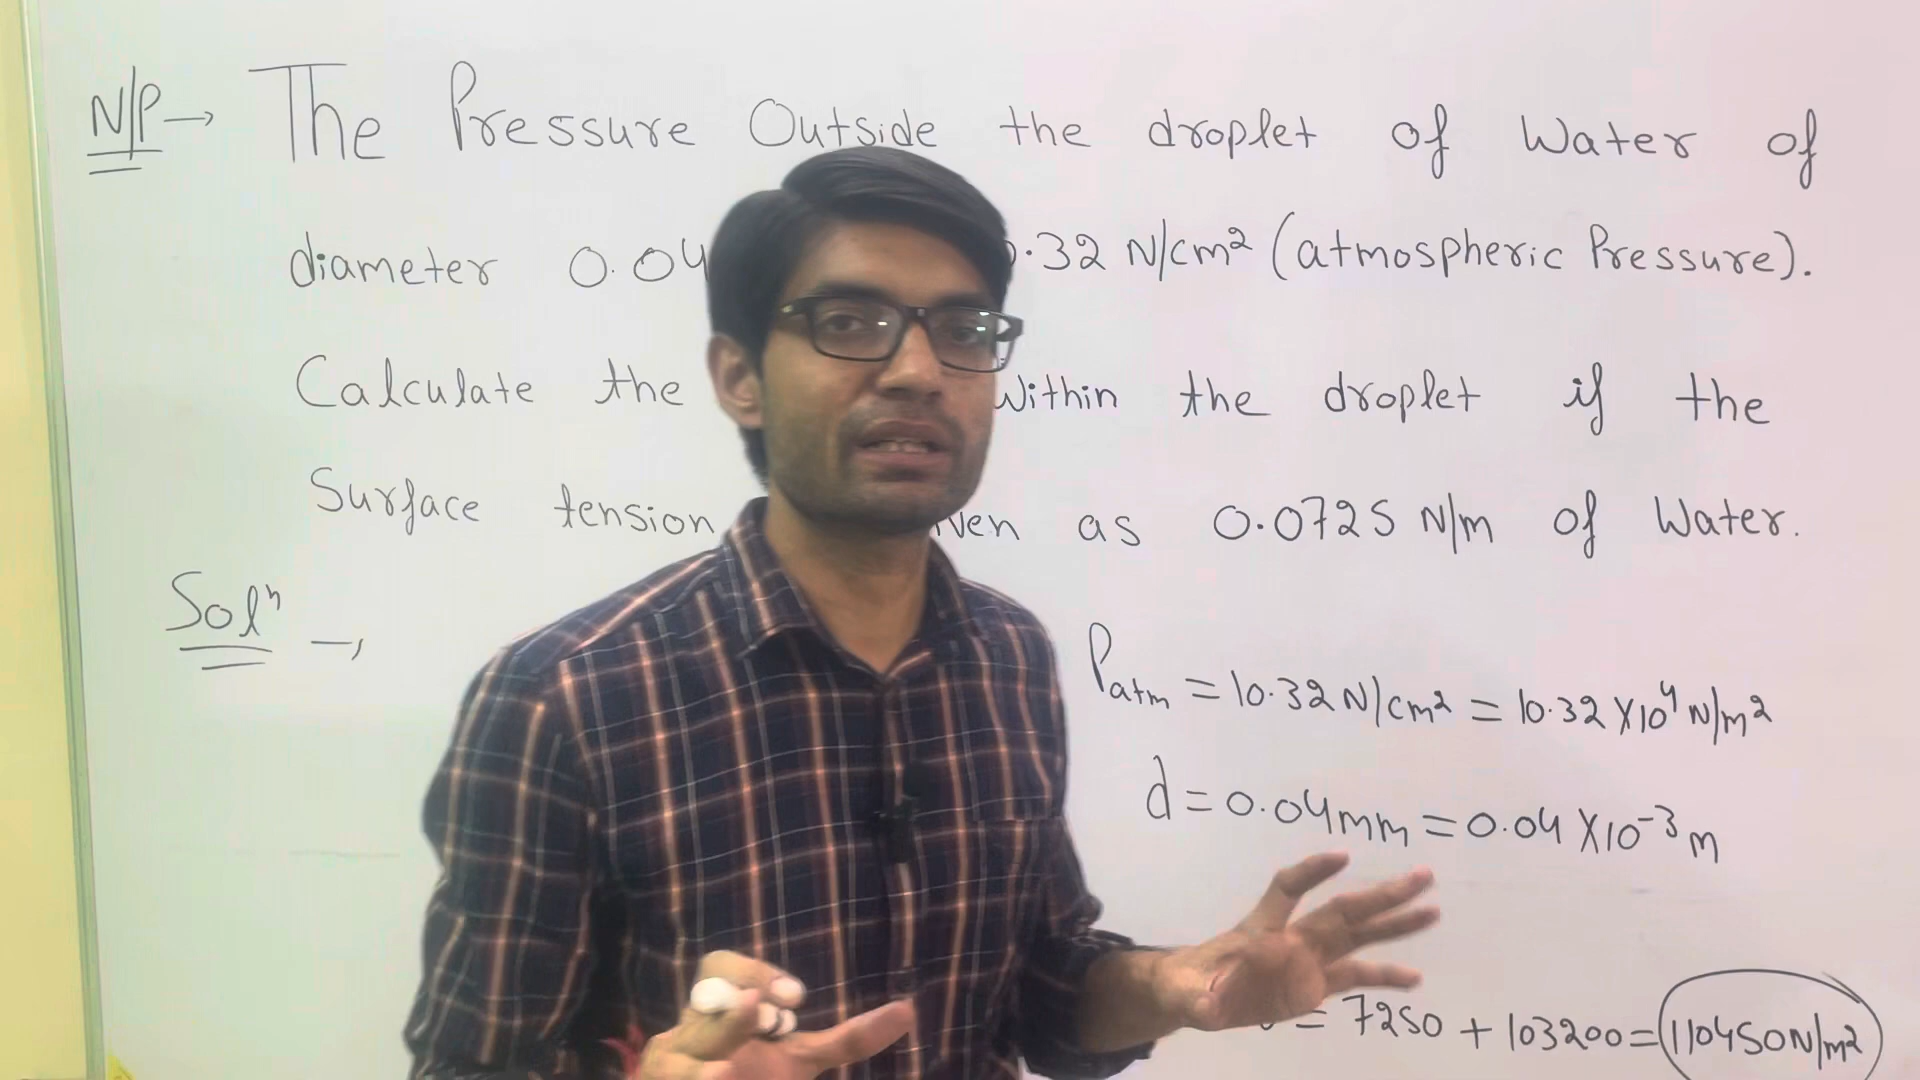 N/P → The Pressure Outside the droplet of Water of
diameter 0.04 .32 N/cm² (atmospheric Pressure).
Calculate the Within the droplet if the
Surface tension as 0.0725 N/m of Water.
Solⁿ →
Patm = 10.32 N/cm² = 10.32 X10⁴ N/m²
d = 0.04mm = 0.04 X10⁻³ m
= 7250 + 103200 = 110450 N/m²